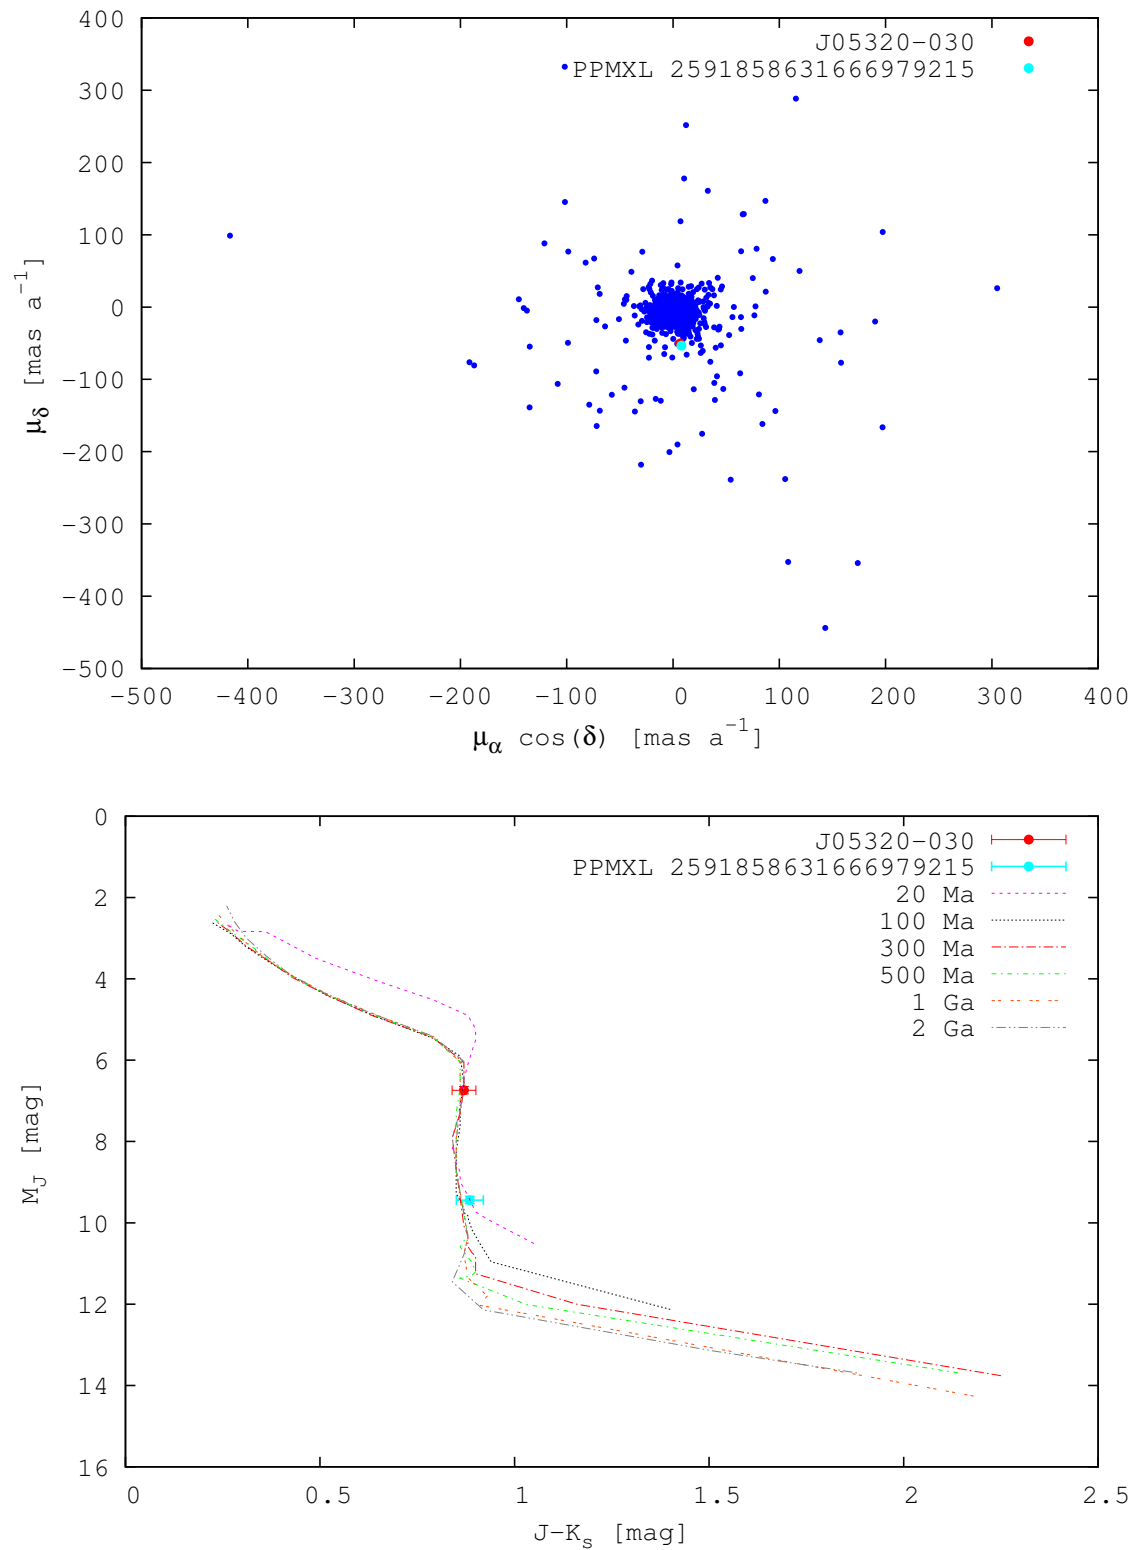 400
300
200
100
0
−100
−200
−300
−400
−500
−500
−400
−300
−200
−100
0
100
200
305
400
μδ [mas a−1]
μα cos(δ) [mas a−1]
J05320−030
PPMXL 2591858631666979215
0
2
4
6
8
10
12
14
16
0
0.5
1
1.5
2
2.5
MJ [mag]
J−Ks [mag]
J05320−030
PPMXL 2591858631666979215
20 Ma
100 Ma
300 Ma
500 Ma
1 Ga
2 Ga